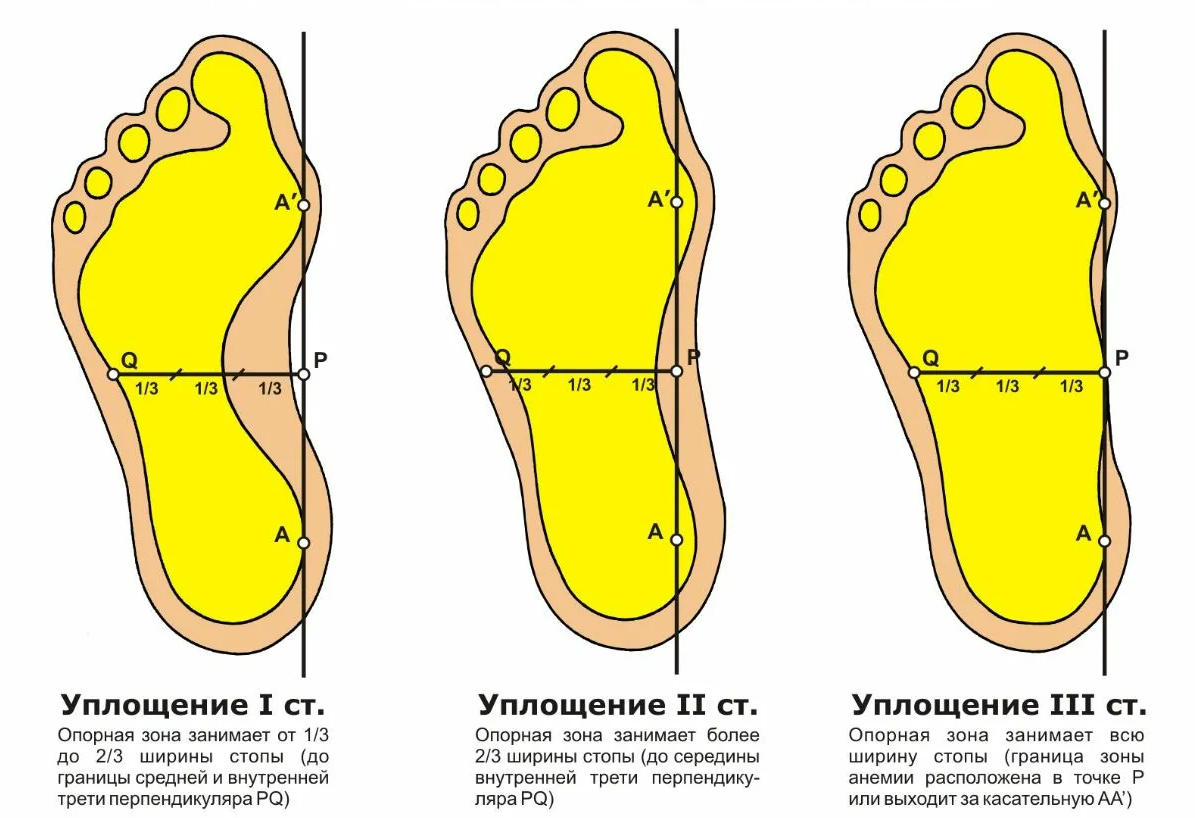 A′
Q
P
1/3
1/3
1/3
A
A′
Q
P
1/3
1/3
1/3
A
A′
Q
P
1/3
1/3
1/3
A
Уплощение I ст.
Опорная зона занимает от 1/3
до 2/3 ширины стопы (до
границы средней и внутренней
трети перпендикуляра PQ)
Уплощение II ст.
Опорная зона занимает более
2/3 ширины стопы (до середины
внутренней трети перпендику-
ляра PQ)
Уплощение III ст.
Опорная зона занимает всю
ширину стопы (граница зоны
анемии расположена в точке P
или выходит за касательную AA′)